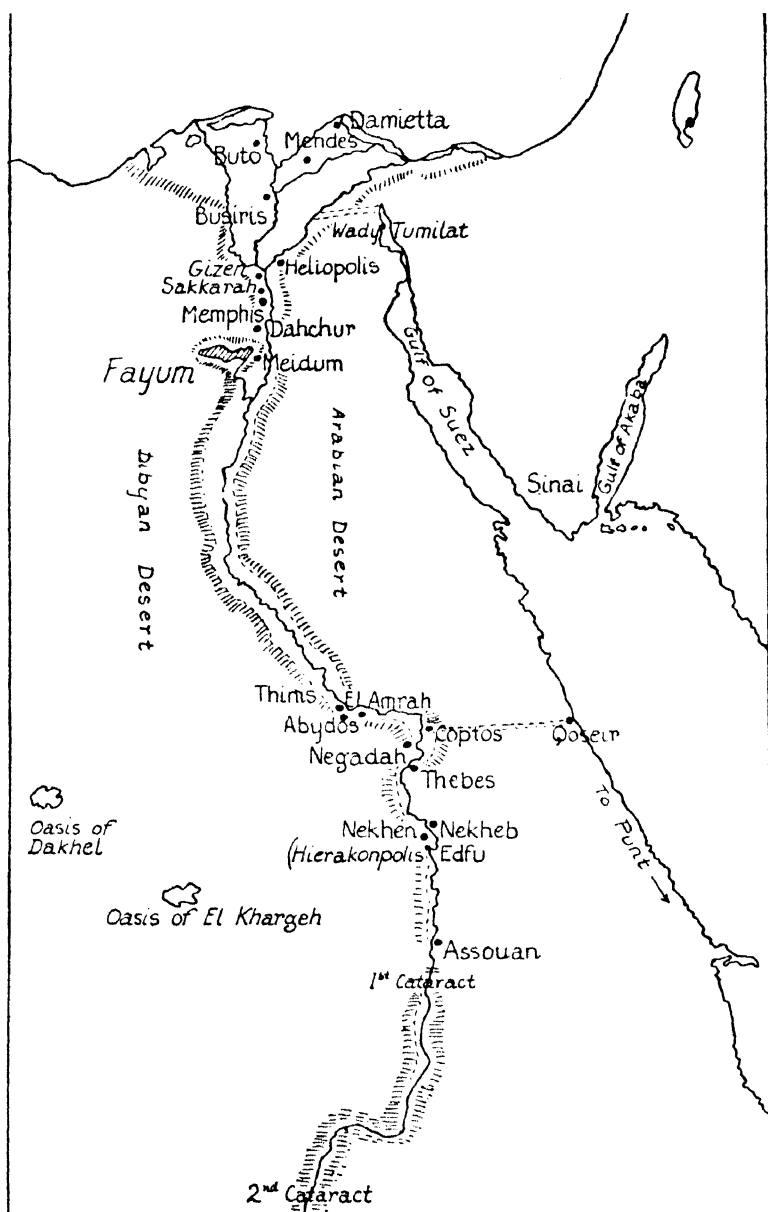 Damietta
Mendes
Buto
Busiris
Wady Tumilat
Gizeh
Heliopolis
Sakkarah
Memphis
Dahchur
Meidum
Fayum
Gulf of Suez
Gulf of Akaba
Sinai
Arabian Desert
Libyan Desert
Thinis
El Amrah
Abydos
Coptos
Qoseir
Negadah
Thebes
To Punt
Oasis of
Dakhel
Nekhen
Nekheb
(Hierakonpolis
Edfu
Oasis of El Khargeh
Assouan
1st Cataract
2nd Cataract